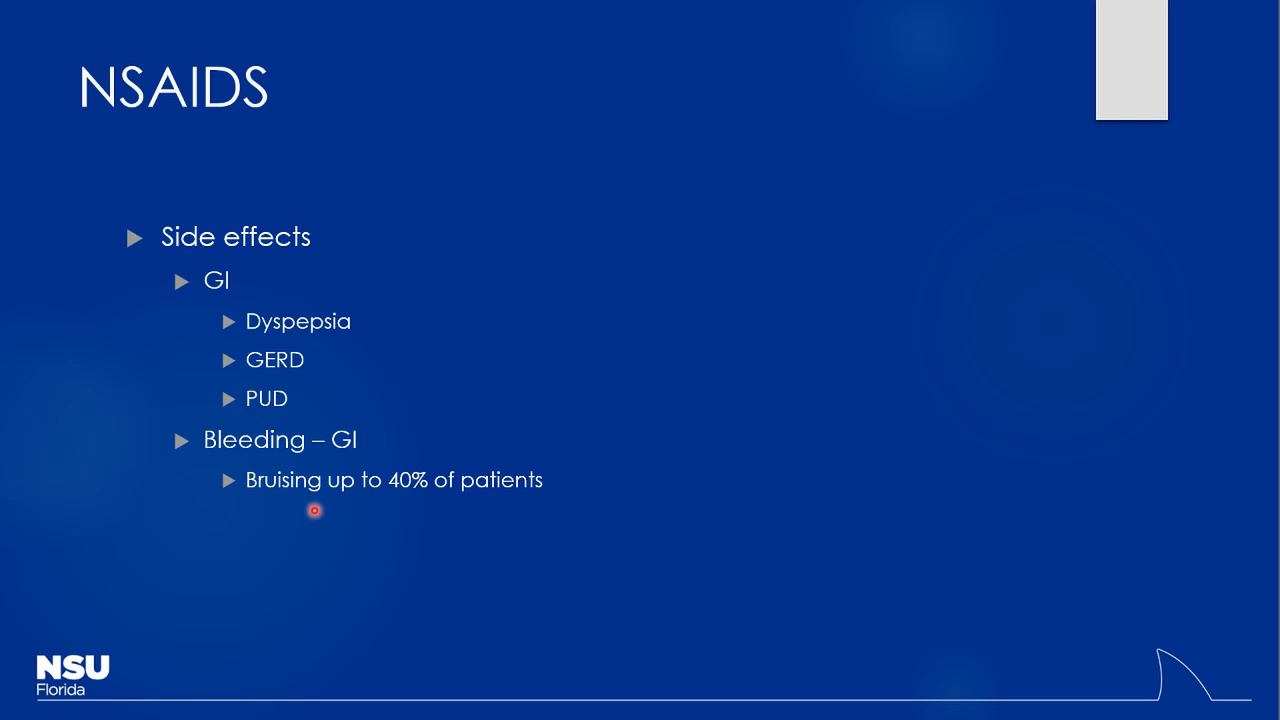 NSAIDS
Side effects
GI
Dyspepsia
GERD
PUD
Bleeding – GI
Bruising up to 40% of patients
NSU
Florida